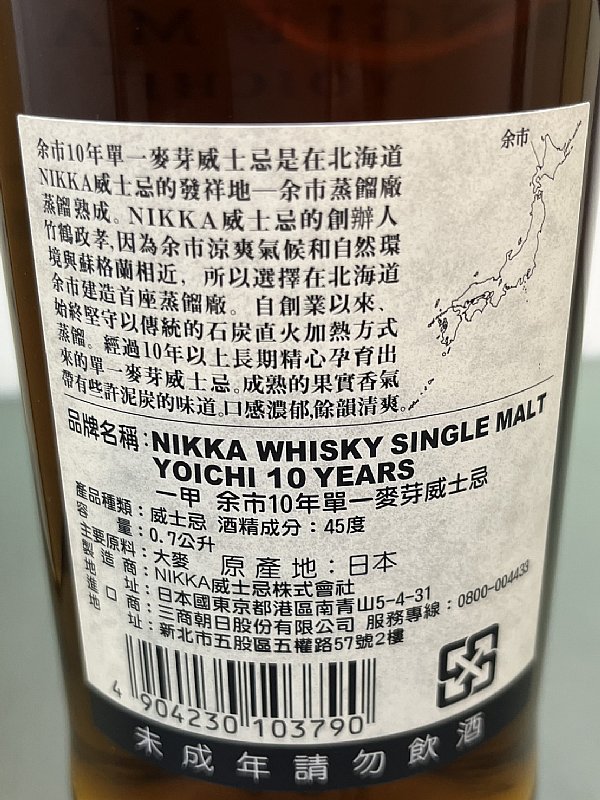 余市
余市10年單一麥芽威士忌是在北海道
NIKKA威士忌的發祥地—余市蒸餾廠
蒸餾熟成。NIKKA威士忌的創辦人
竹鶴政孝,因為余市涼爽氣候和自然環
境與蘇格蘭相近，所以選擇在北海道
余市建造首座蒸餾廠。自創業以來、
始終堅守以傳統的石炭直火加熱方式
蒸餾。經過10年以上長期精心孕育出
來的單一麥芽威士忌。成熟的果實香氣
帶有些許泥炭的味道。口感濃郁,餘韻清爽。
品牌名稱:NIKKA WHISKY SINGLE MALT
YOICHI 10 YEARS
一甲 余市10年單一麥芽威士忌
產品種類:威士忌 酒精成分:45度
容量:0.7公升
主要原料:大麥 原產地:日本
製造商:NIKKA威士忌株式會社
地址:日本國東京都港區南青山5-4-31
進口商:三商朝日股份有限公司 服務專線:0800-004433
地址:新北市五股區五權路57號2樓
4 904230 103790
未成年請勿飲酒